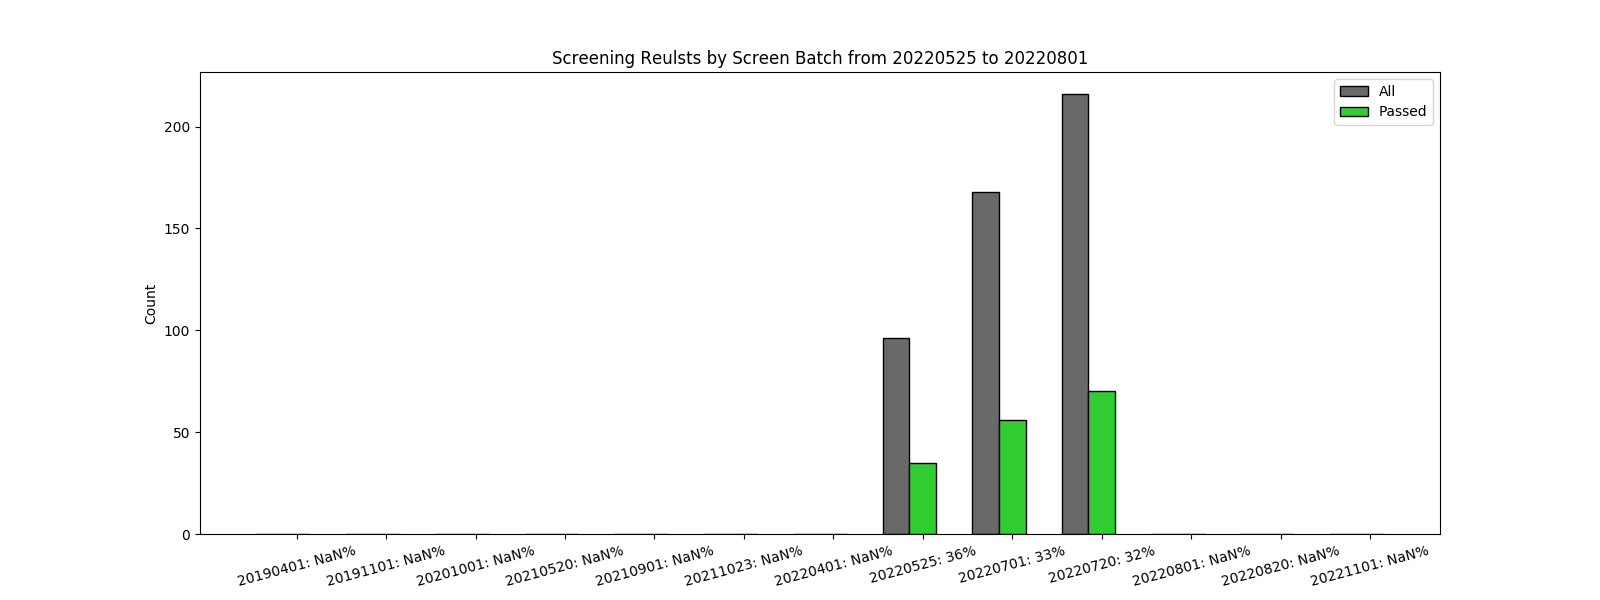 Screening Reulsts by Screen Batch from 20220525 to 20220801
All
Passed
Count
200
150
100
50
0
20190401: NaN%
20191101: NaN%
20201001: NaN%
20210520: NaN%
20210901: NaN%
20211023: NaN%
20220401: NaN%
20220525: 36%
20220701: 33%
20220720: 32%
20220801: NaN%
20220820: NaN%
20221101: NaN%